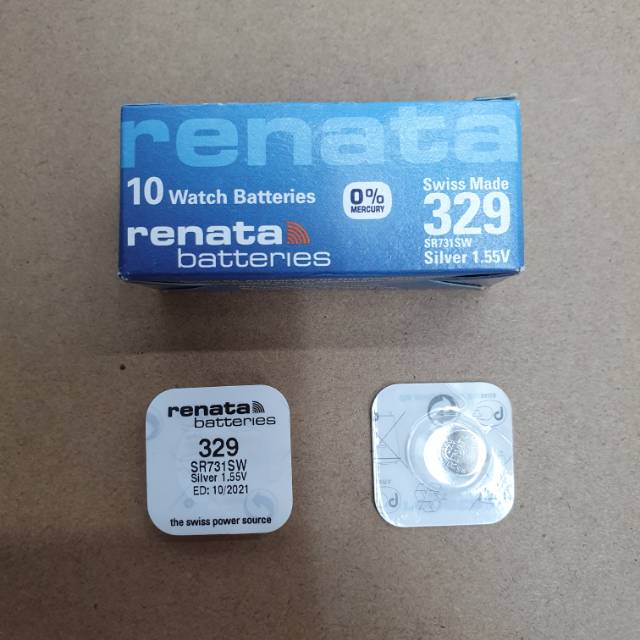 renata
10 Watch Batteries
0%
MERCURY
Swiss Made
329
SR731SW
Silver 1.55V
renata
batteries
renata
batteries
329
SR731SW
Silver 1.55V
ED: 10/2021
the swiss power source